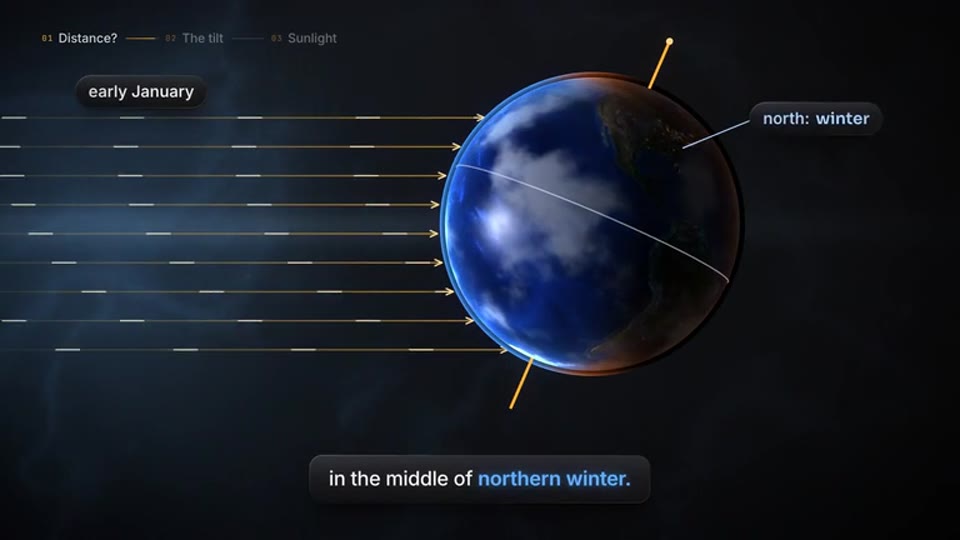 01 Distance? 02 The tilt 03 Sunlight
early January
north: winter
in the middle of northern winter.